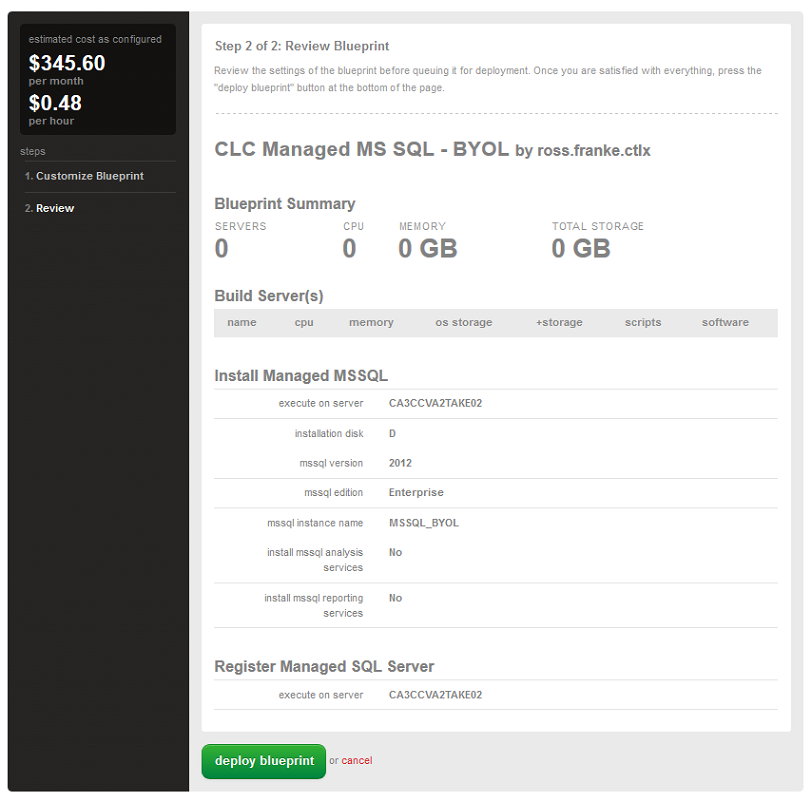 estimated cost as configured
$345.60
per month
$0.48
per hour
steps
1. Customize Blueprint
2. Review
Step 2 of 2: Review Blueprint
Review the settings of the blueprint before queuing it for deployment. Once you are satisfied with everything, press the
"deploy blueprint" button at the bottom of the page.
CLC Managed MS SQL - BYOL by ross.franke.ctlx
Blueprint Summary
SERVERS CPU MEMORY TOTAL STORAGE
0 0 0 GB 0 GB
Build Server(s)
name cpu memory os storage +storage scripts software
Install Managed MSSQL
execute on server CA3CCVA2TAKE02
installation disk D
mssql version 2012
mssql edition Enterprise
mssql instance name MSSQL_BYOL
install mssql analysis No
services
install mssql reporting No
services
Register Managed SQL Server
execute on server CA3CCVA2TAKE02
deploy blueprint or cancel